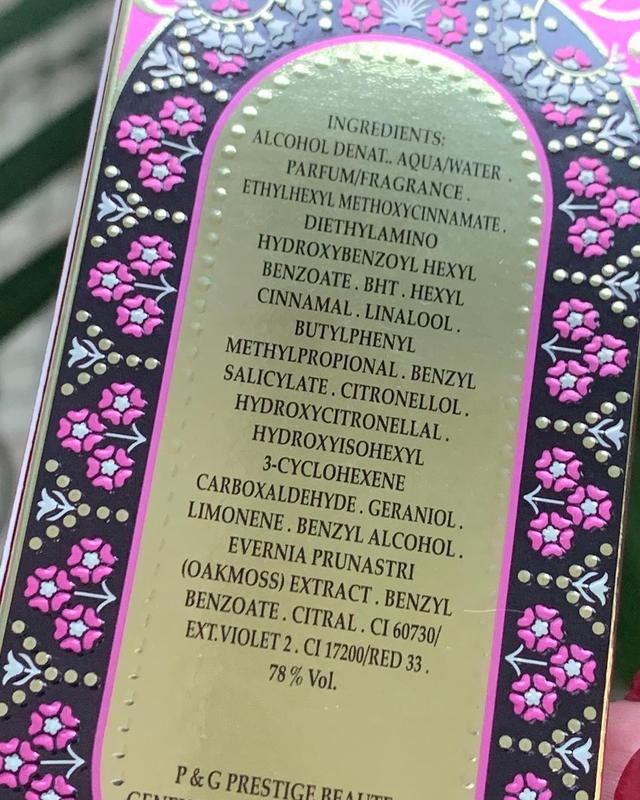 INGREDIENTS:
ALCOHOL DENAT.. AQUA/WATER .
PARFUM/FRAGRANCE .
ETHYLHEXYL METHOXYCINNAMATE .
DIETHYLAMINO
HYDROXYBENZOYL HEXYL
BENZOATE . BHT . HEXYL
CINNAMAL . LINALOOL .
BUTYLPHENYL
METHYLPROPIONAL . BENZYL
SALICYLATE . CITRONELLOL .
HYDROXYCITRONELLAL .
HYDROXYISOHEXYL
3-CYCLOHEXENE
CARBOXALDEHYDE . GERANIOL .
LIMONENE . BENZYL ALCOHOL .
EVERNIA PRUNASTRI
(OAKMOSS) EXTRACT . BENZYL
BENZOATE . CITRAL . CI 60730/
EXT.VIOLET 2 . CI 17200/RED 33 .
78 % Vol.
P & G PRESTIGE BEAUTE